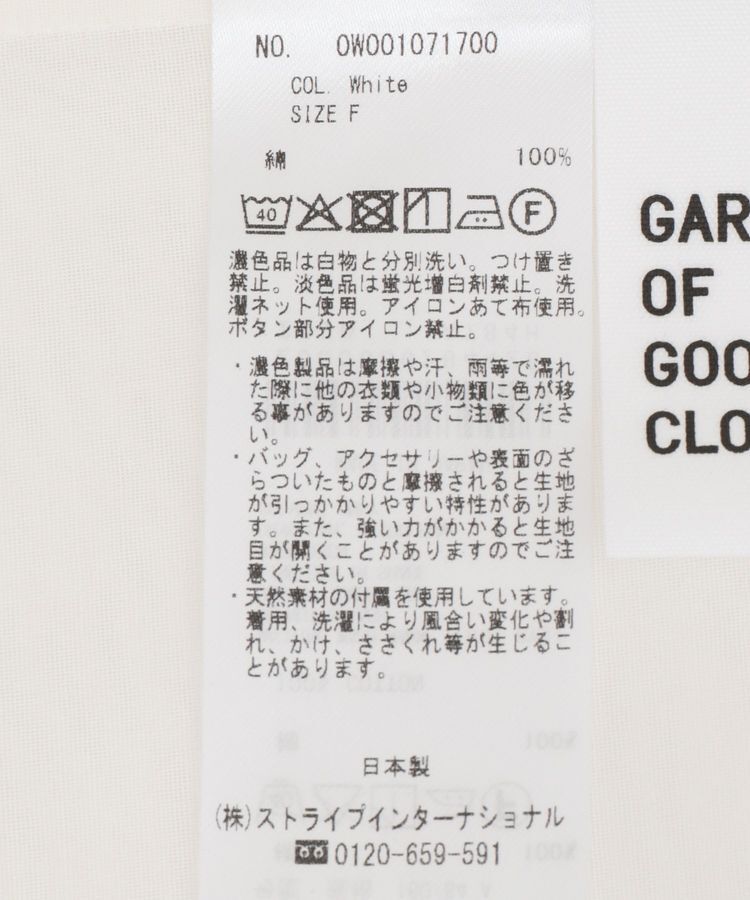 NO. OW001071700
COL. White
SIZE F
綿 100%
40
F
濃色品は白物と分別洗い。つけ置き
禁止。淡色品は蛍光増白剤禁止。洗
濯ネット使用。アイロンあて布使用。
ボタン部分アイロン禁止。
・濃色製品は摩擦や汗、雨等で濡れ
た際に他の衣類や小物類に色が移
る事がありますのでご注意くださ
い。
・バッグ、アクセサリーや表面のざ
らついたものと摩擦されると生地
が引っかかりやすい特性がありま
す。また、強い力がかかると生地
目が開くことがありますのでご注
意ください。
・天然素材の付属を使用しています。
着用、洗濯により風合い変化や割
れ、かけ、ささくれ等が生じるこ
とがあります。
日本製
(株)ストライプインターナショナル
0120-659-591
GAR
OF
GOO
CLO